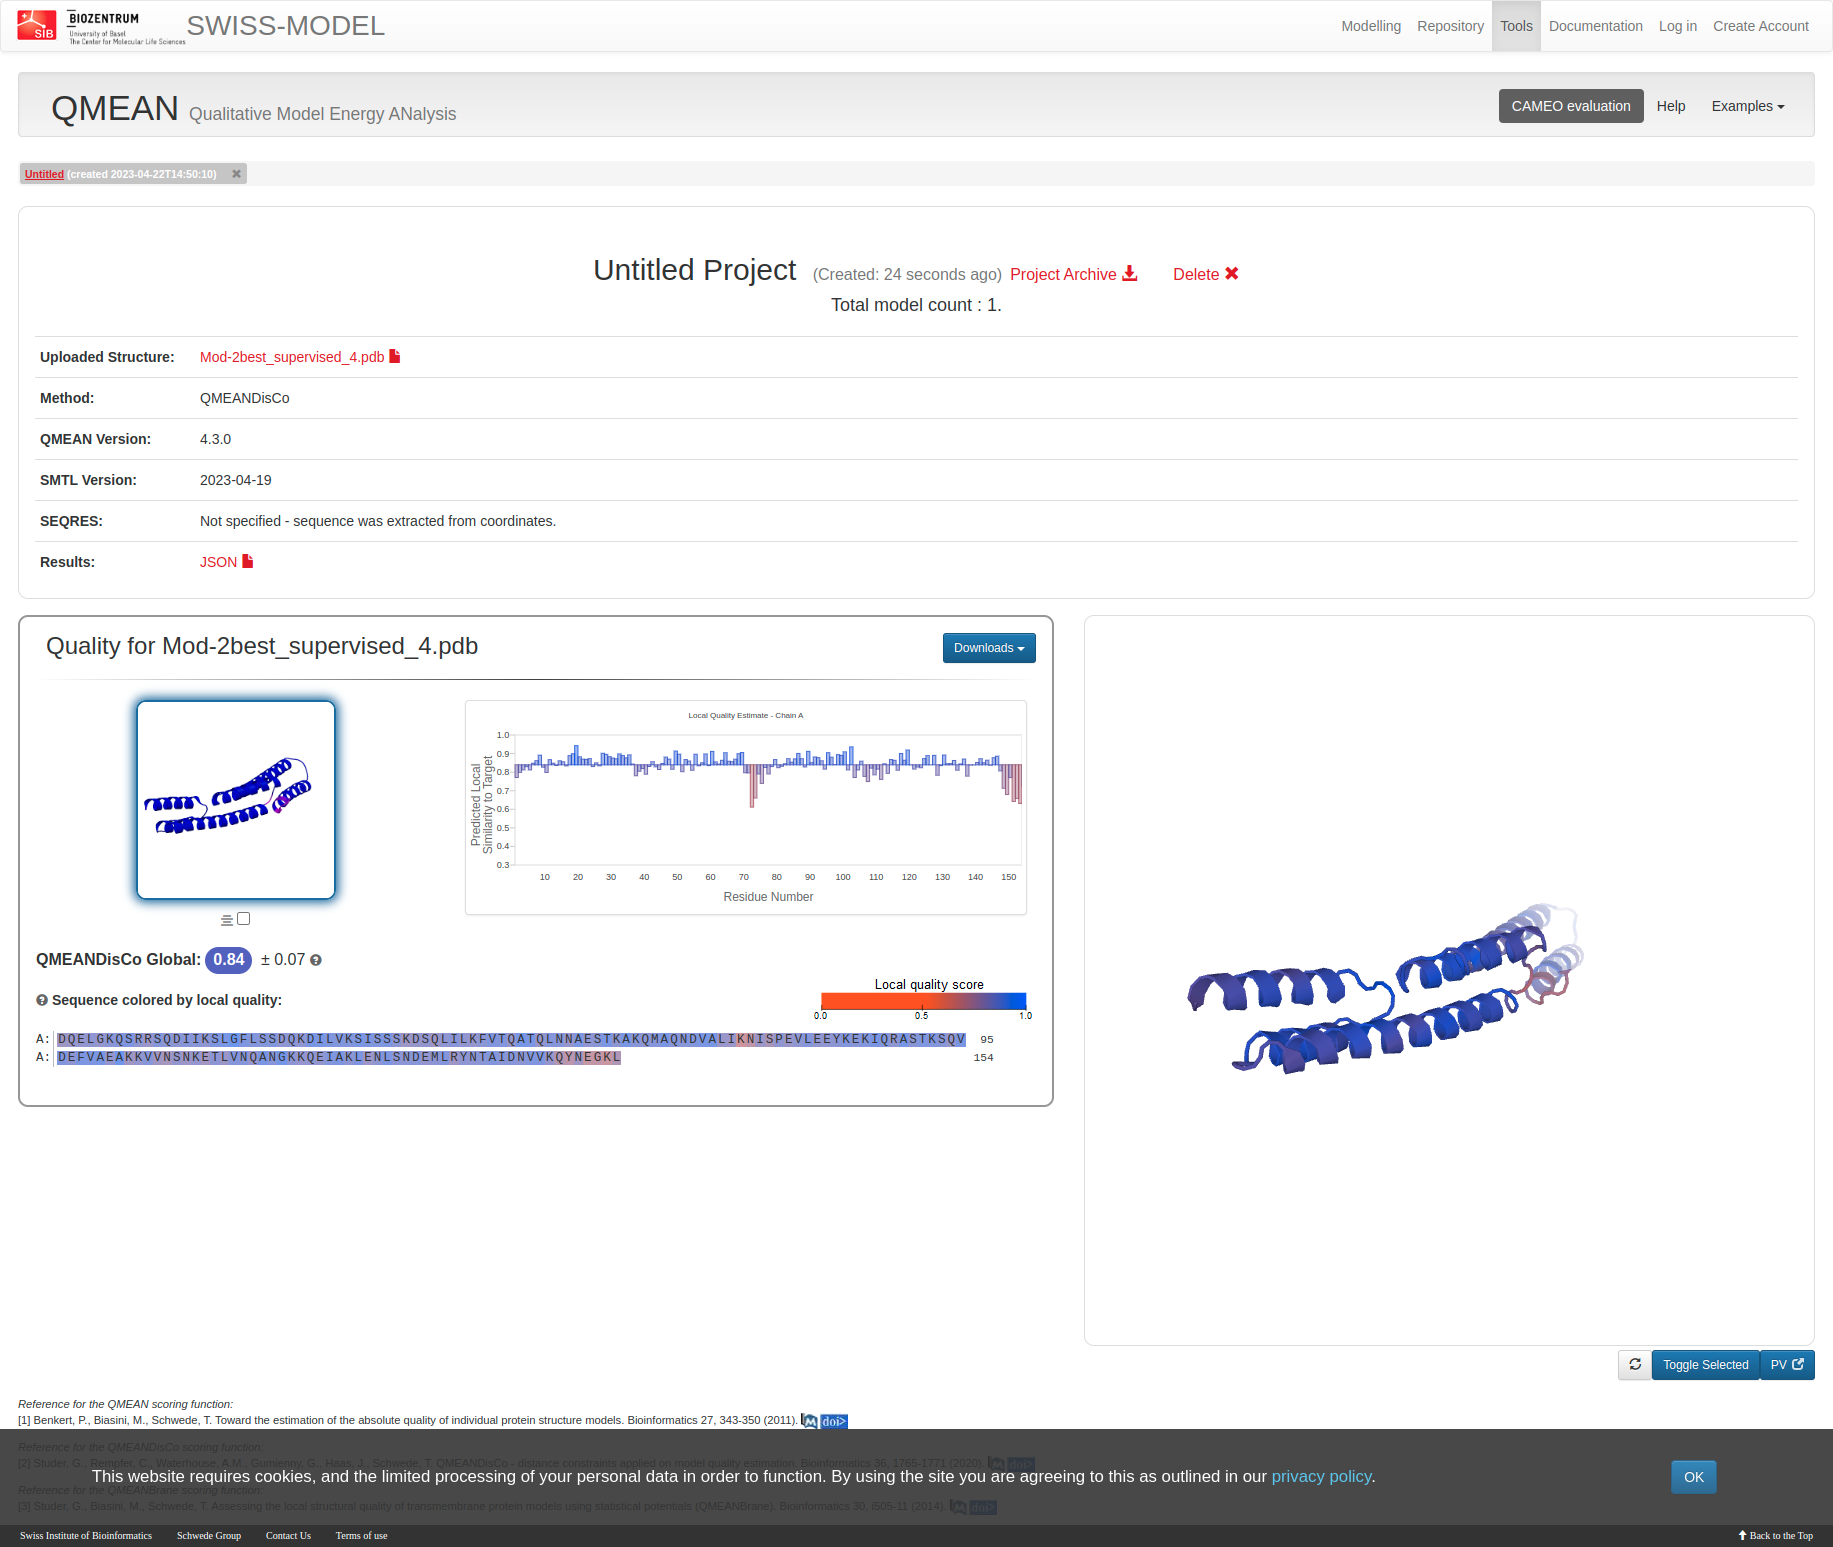 SIB
BIOZENTRUM
University of Basel
The Center for Molecular Life Sciences
SWISS-MODEL
Modelling Repository Tools Documentation Log in Create Account
QMEAN Qualitative Model Energy ANalysis
CAMEO evaluation Help Examples
Untitled (created 2023-04-22T14:50:10)
Untitled Project (Created: 24 seconds ago) Project Archive Delete
Total model count : 1.
Uploaded Structure: Mod-2best_supervised_4.pdb
Method: QMEANDisCo
QMEAN Version: 4.3.0
SMTL Version: 2023-04-19
SEQRES: Not specified - sequence was extracted from coordinates.
Results: JSON
Quality for Mod-2best_supervised_4.pdb
Downloads
Local Quality Estimate - Chain A
Predicted Local
Similarity to Target
1.0
0.9
0.8
0.7
0.6
0.5
0.4
0.3
10 20 30 40 50 60 70 80 90 100 110 120 130 140 150
Residue Number
QMEANDisCo Global: 0.84 ± 0.07
Sequence colored by local quality:
Local quality score
0.0 0.5 1.0
A: DQELGKQSRRSQDIIKSLGFLSSDQKDILVKSISSSKDSQLILKFVTQATQLNNAESTKAKQMAQNDVALIKNISPEVLEEYKEKIQRASTKSQV 95
A: DEFVAEAKKVVNSNKETLVNQANGKKQEIAKLENLSNDEMLRYNTAIDNVVKQYNEGKL 154
Toggle Selected PV
Reference for the QMEAN scoring function:
[1] Benkert, P., Biasini, M., Schwede, T. Toward the estimation of the absolute quality of individual protein structure models. Bioinformatics 27, 343-350 (2011). M doi>
Reference for the QMEANDisCo scoring function:
[2] Studer, G., Rempfer, C., Waterhouse, A.M., Gumienny, G., Haas, J., Schwede, T. QMEANDisCo - distance constraints applied on model quality estimation. Bioinformatics 36, 1765-1771 (2020). M doi>
This website requires cookies, and the limited processing of your personal data in order to function. By using the site you are agreeing to this as outlined in our privacy policy.
OK
Reference for the QMEANBrane scoring function:
[3] Studer, G., Biasini, M., Schwede, T. Assessing the local structural quality of transmembrane protein models using statistical potentials (QMEANBrane). Bioinformatics 30, i505-11 (2014). M doi>
Swiss Institute of Bioinformatics Schwede Group Contact Us Terms of use
Back to the Top